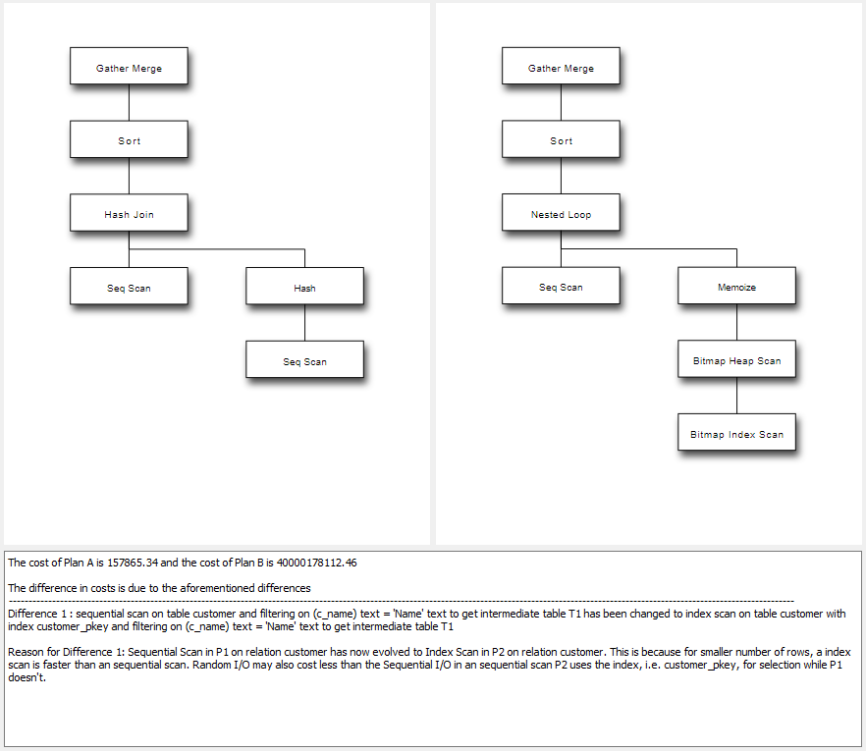 Gather Merge
Sort
Hash Join
Seq Scan
Hash
Seq Scan
Gather Merge
Sort
Nested Loop
Seq Scan
Memoize
Bitmap Heap Scan
Bitmap Index Scan
The cost of Plan A is 157865.34 and the cost of Plan B is 40000178112.46
The difference in costs is due to the aforementioned differences
Difference 1 : sequential scan on table customer and filtering on (c_name) text = 'Name' text to get intermediate table T1 has been changed to index scan on table customer with
index customer_pkey and filtering on (c_name) text = 'Name' text to get intermediate table T1
Reason for Difference 1: Sequential Scan in P1 on relation customer has now evolved to Index Scan in P2 on relation customer. This is because for smaller number of rows, a index
scan is faster than an sequential scan. Random I/O may also cost less than the Sequential I/O in an sequential scan P2 uses the index, i.e. customer_pkey, for selection while P1
doesn't.